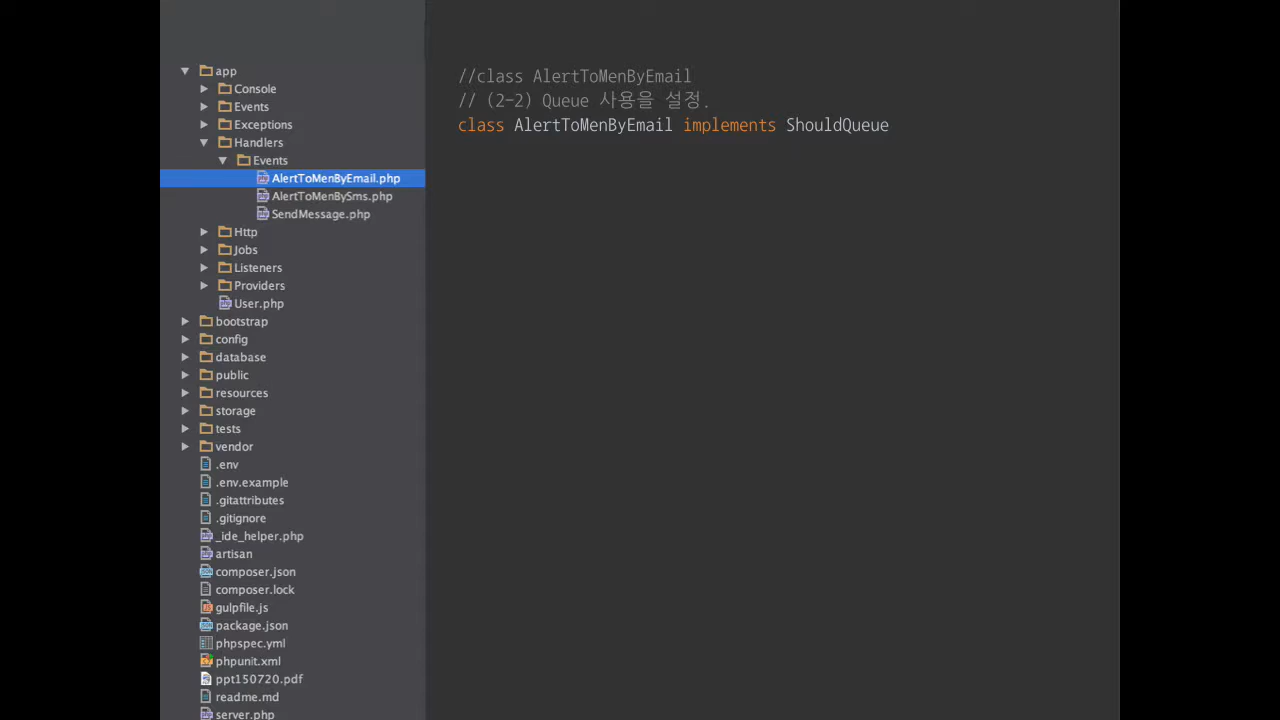 app
Console
Events
Exceptions
Handlers
Events
AlertToMenByEmail.php
AlertToMenBySms.php
SendMessage.php
Http
Jobs
Listeners
Providers
User.php
bootstrap
config
database
public
resources
storage
tests
vendor
.env
.env.example
.gitattributes
.gitignore
_ide_helper.php
artisan
composer.json
composer.lock
gulpfile.js
package.json
phpspec.yml
phpunit.xml
ppt150720.pdf
readme.md
server.php
//class AlertToMenByEmail
// (2-2) Queue 사용을 설정.
class AlertToMenByEmail implements ShouldQueue